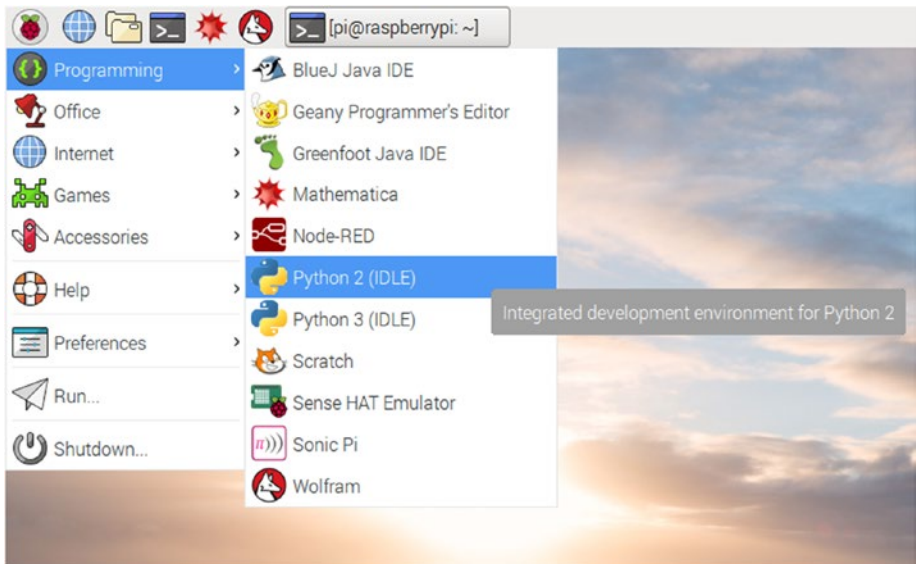 [pi@raspberrypi: ~]
Programming
Office
Internet
Games
Accessories
Help
Preferences
Run...
Shutdown...
BlueJ Java IDE
Geany Programmer's Editor
Greenfoot Java IDE
Mathematica
Node-RED
Python 2 (IDLE)
Integrated development environment for Python 2
Python 3 (IDLE)
Scratch
Sense HAT Emulator
π)))
Sonic Pi
Wolfram